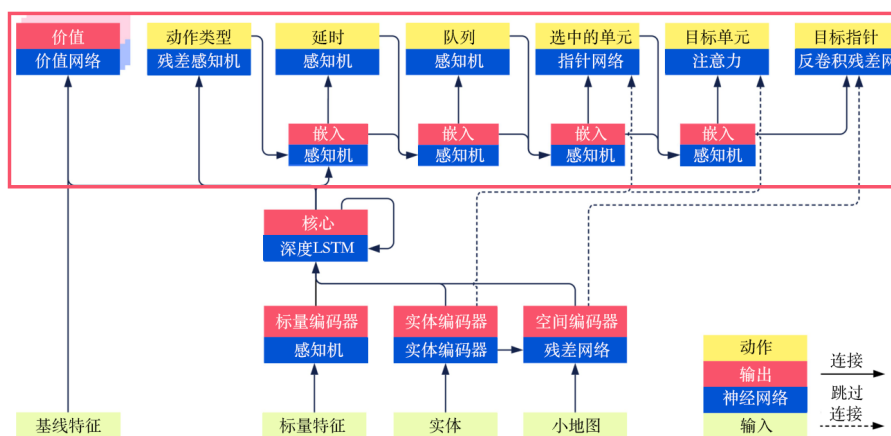 价值
价值网络
动作类型
残差感知机
延时
感知机
队列
感知机
选中的单元
指针网络
目标单元
注意力
目标指针
反卷积残差网
嵌入
感知机
嵌入
感知机
嵌入
感知机
嵌入
感知机
核心
深度LSTM
标量编码器
感知机
实体编码器
实体编码器
空间编码器
残差网络
基线特征
标量特征
实体
小地图
动作
输出
神经网络
输入
连接
跳过
连接